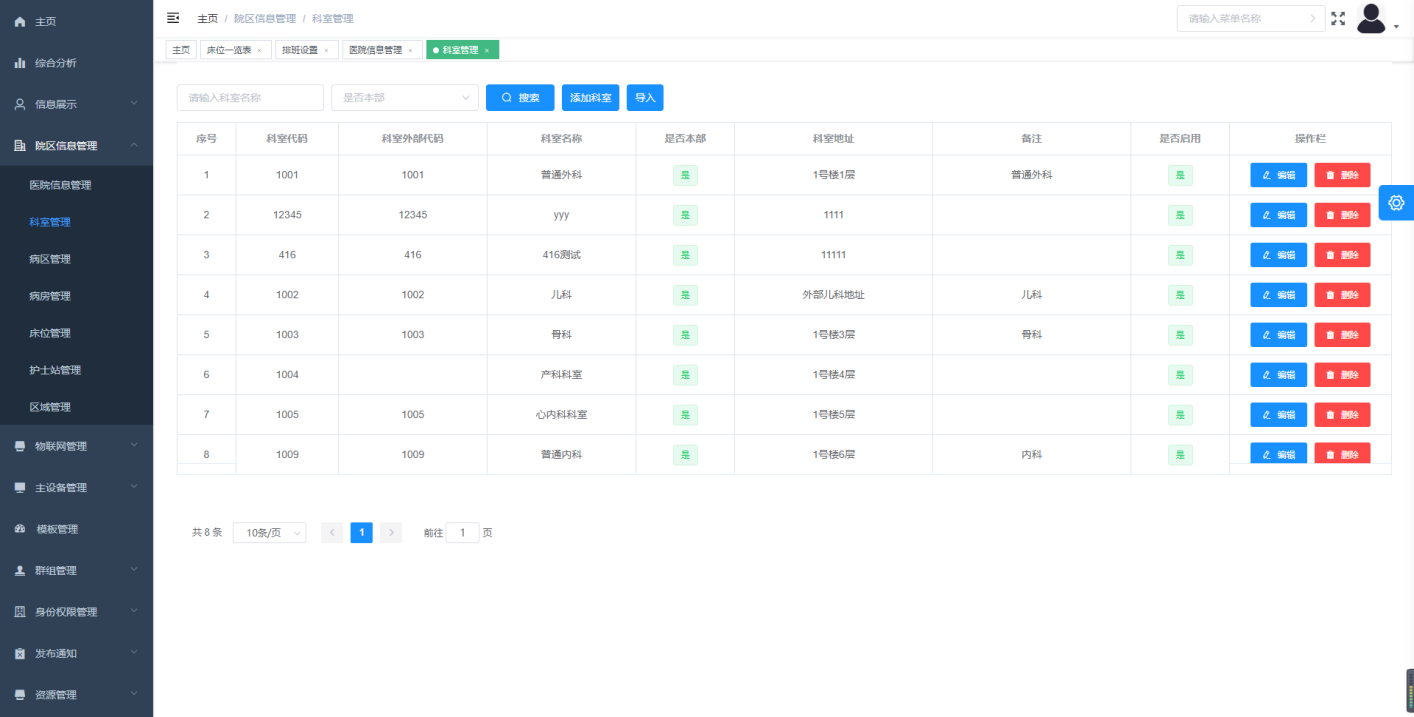 主页
综合分析
信息展示
院区信息管理
医院信息管理
科室管理
病区管理
病房管理
床位管理
护士站管理
区域管理
物联网管理
主设备管理
模板管理
群组管理
身份权限管理
发布通知
资源管理
主页 / 院区信息管理 / 科室管理
请输入菜单名称
主页 床位一览表 × 排班设置 × 医院信息管理 × 科室管理 ×
请输入科室名称 是否本部 搜索 添加科室 导入
序号 科室代码 科室外部代码 科室名称 是否本部 科室地址 备注 是否启用 操作栏
1 1001 1001 普通外科 是 1号楼1层 普通外科 是 编辑 删除
2 12345 12345 yyy 是 1111 是 编辑 删除
3 416 416 416测试 是 11111 是 编辑 删除
4 1002 1002 儿科 是 外部儿科地址 儿科 是 编辑 删除
5 1003 1003 骨科 是 1号楼3层 骨科 是 编辑 删除
6 1004 产科科室 是 1号楼4层 是 编辑 删除
7 1005 1005 心内科科室 是 1号楼5层 是 编辑 删除
8 1009 1009 普通内科 是 1号楼6层 内科 是 编辑 删除
共 8 条 10条/页 < 1 > 前往 1 页